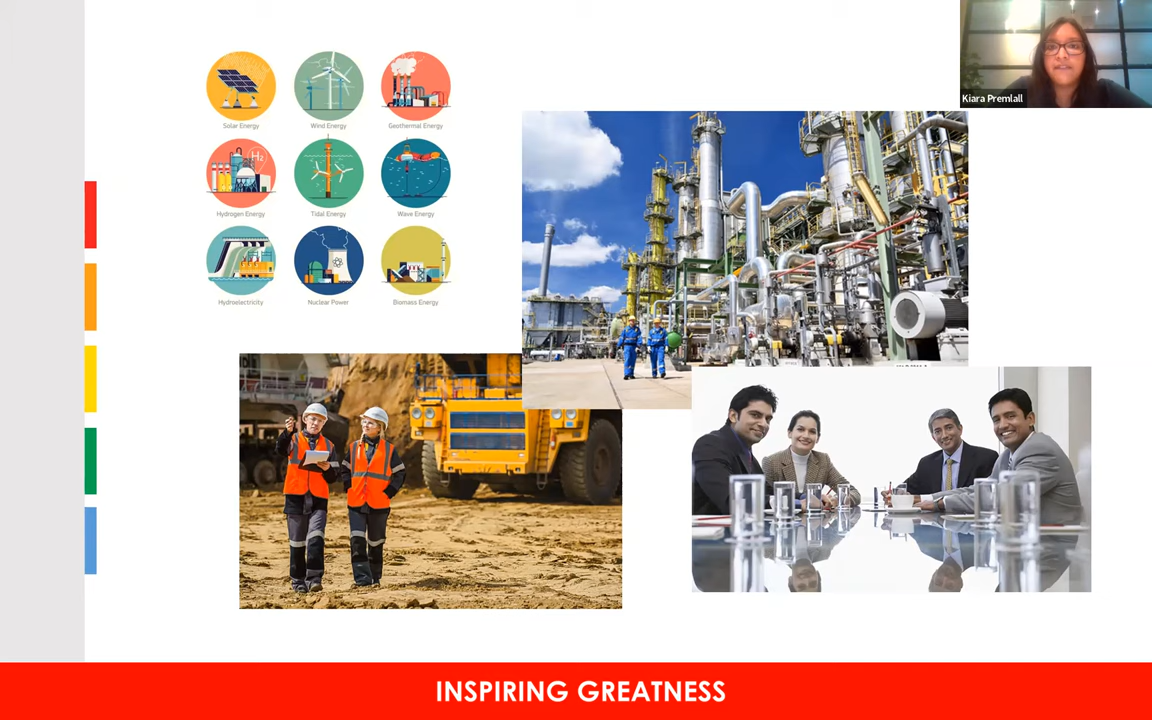 Kiara Premlall
Solar Energy
Wind Energy
Geothermal Energy
H2
Hydrogen Energy
Tidal Energy
Wave Energy
Hydroelectricity
Nuclear Power
Biomass Energy
INSPIRING GREATNESS